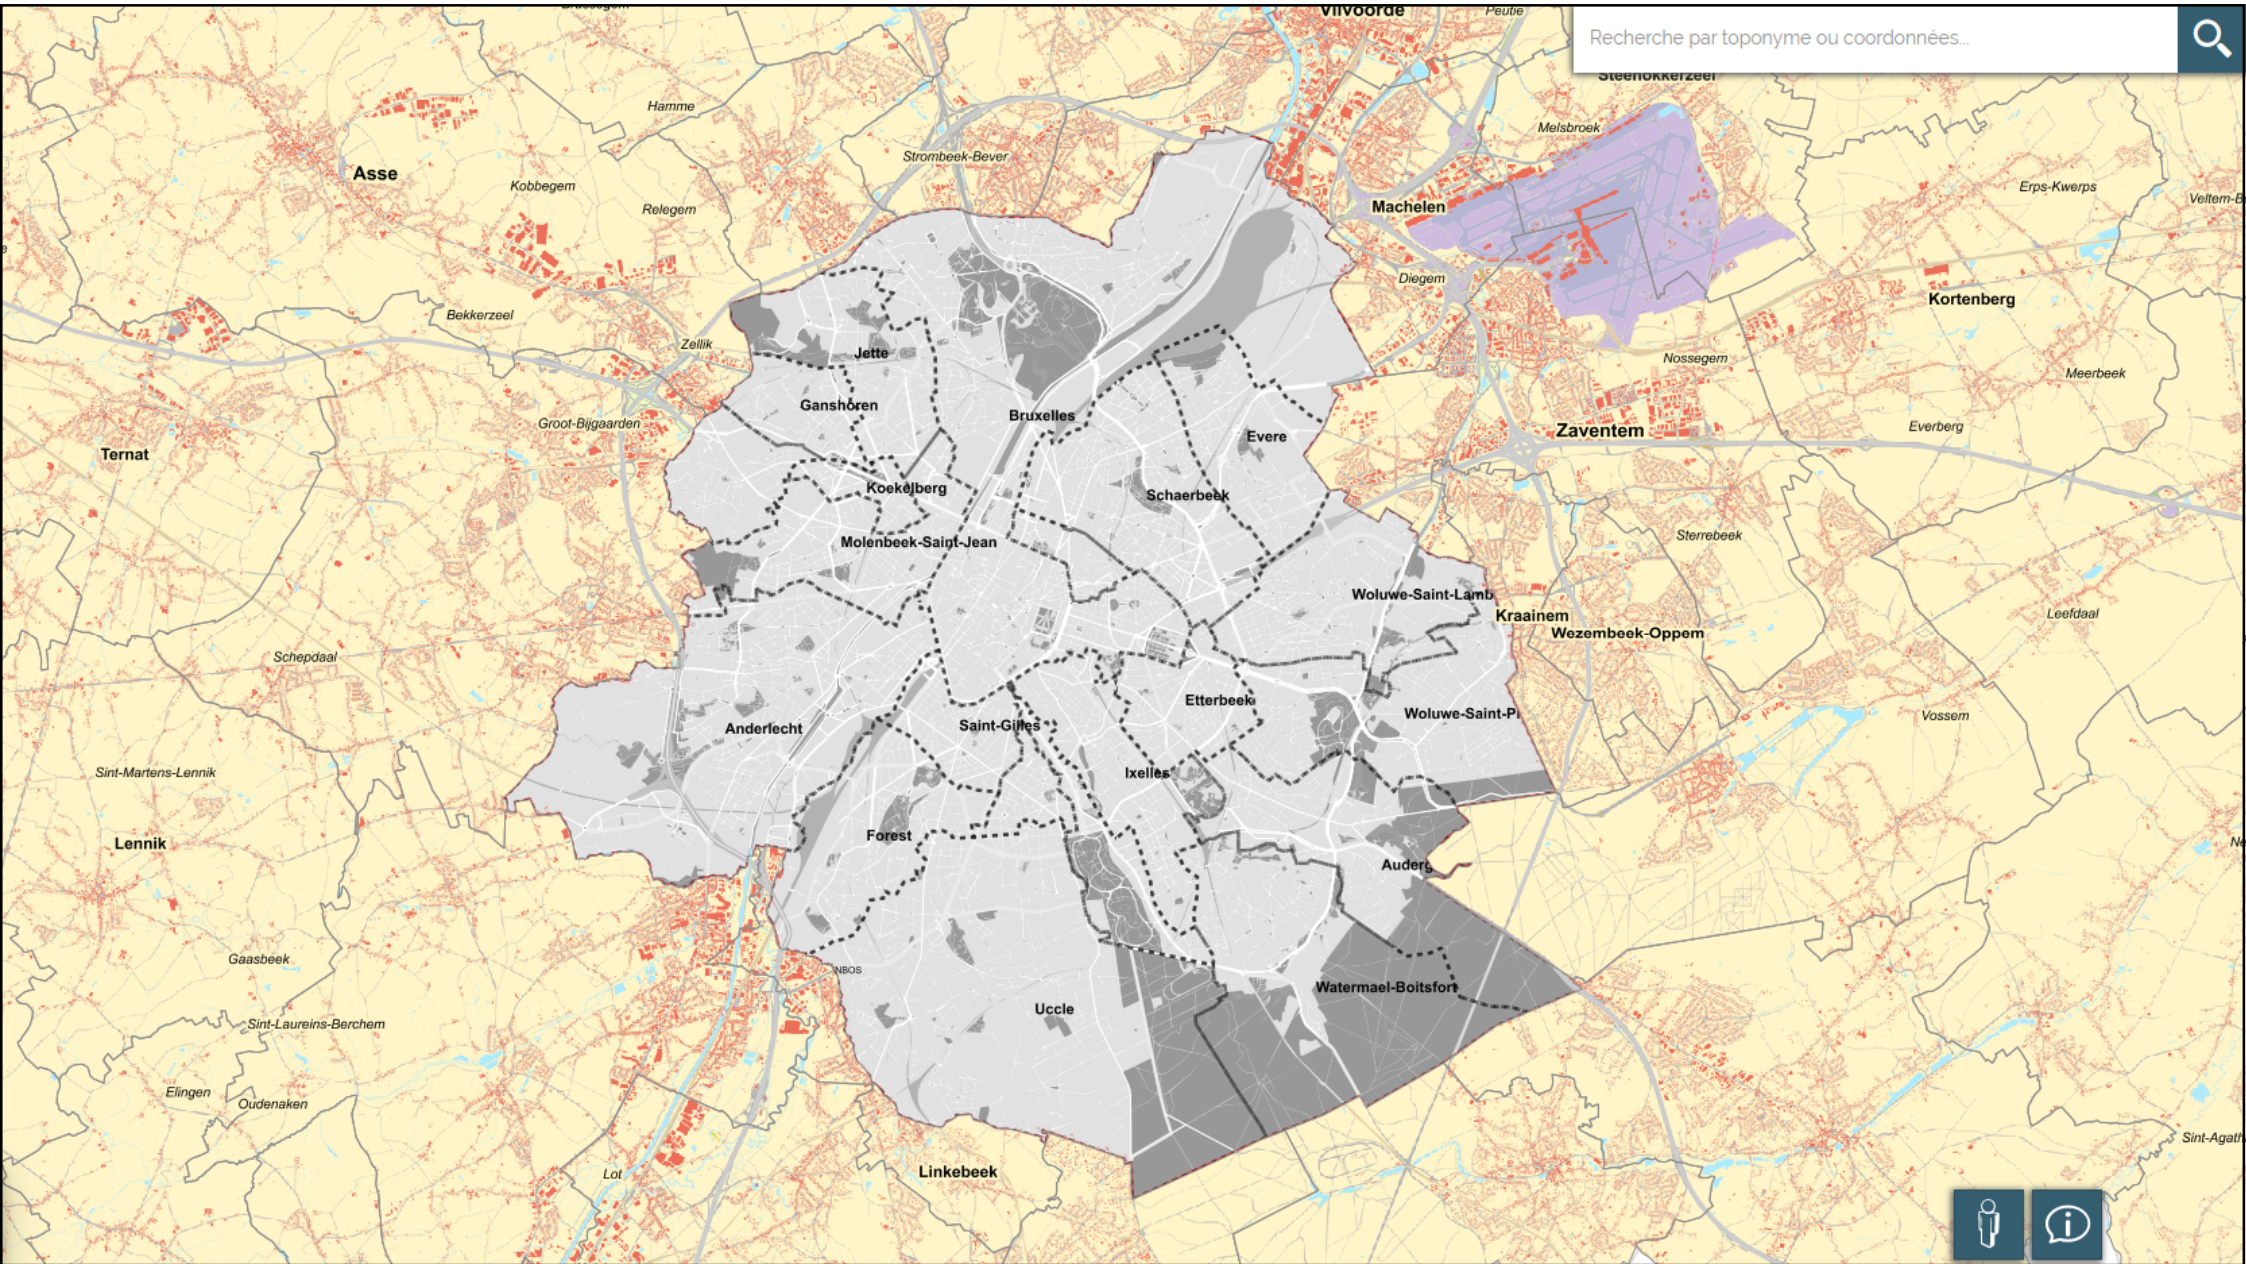 Vilvoorde
Peutie
Recherche par toponyme ou coordonnées...
Steenokkerzeel
Hamme
Melsbroek
Strombeek-Bever
Asse
Kobbegem
Erps-Kwerps
Veltem-B
Relegem
Machelen
Diegem
Kortenberg
Bekkerzeel
Zellik
Jette
Nossegem
Meerbeek
Ganshoren
Bruxelles
Groot-Bijgaarden
Everberg
Zaventem
Evere
Ternat
Koekelberg
Schaerbeek
Sterrebeek
Molenbeek-Saint-Jean
Woluwe-Saint-Lamb
Kraainem
Leefdaal
Wezembeek-Oppem
Schepdaal
Etterbeek
Woluwe-Saint-Pi
Vossem
Anderlecht
Saint-Gilles
Sint-Martens-Lennik
Ixelles
Forest
Lennik
Ne
Auderg
Gaasbeek
NBOS
Watermael-Boitsfort
Uccle
Sint-Laureins-Berchem
Elingen
Oudenaken
Sint-Agath
Linkebeek
Lot